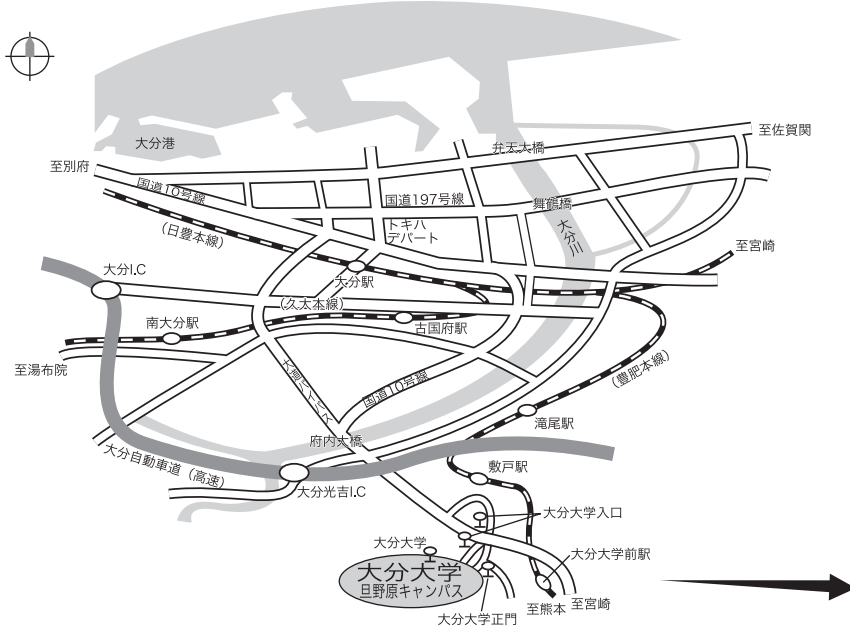 大分港
至別府
国道10号線
(日豊本線)
弁天大橋
至佐賀関
国道197号線
舞鶴橋
トキハ
デパート
大分川
至宮崎
大分I.C
大分駅
(久大本線)
南大分駅
古国府駅
至湯布院
大道バイパス
国道10号線
(豊肥本線)
滝尾駅
府内大橋
大分自動車道(高速)
大分光吉I.C
敷戸駅
大分大学入口
大分大学
大分大学
旦野原キャンパス
大分大学前駅
大分大学正門
至熊本
至宮崎